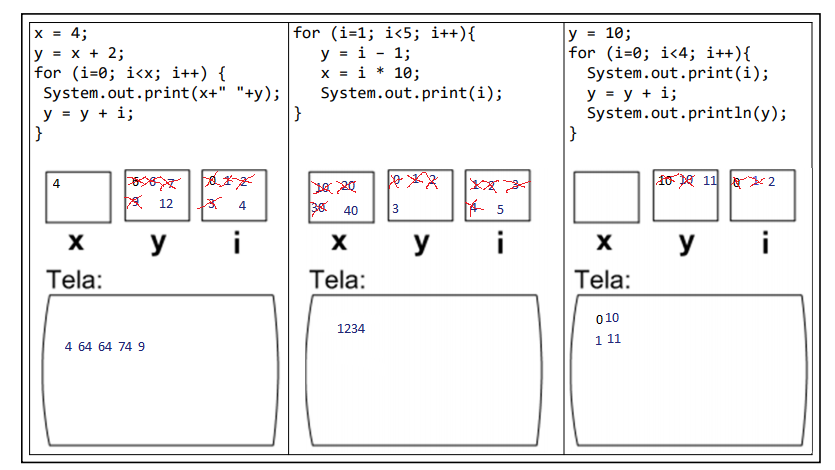 x = 4;
y = x + 2;
for (i=0; i<x; i++) {
System.out.print(x+" "+y);
y = y + i;
}
4
6 6 7
9 12
0 1 2
3 4
x y i
Tela:
4 64 64 74 9
for (i=1; i<5; i++){
y = i – 1;
x = i * 10;
System.out.print(i);
}
10 20
30 40
0 1 2
3
1 2 3
4 5
x y i
Tela:
1234
y = 10;
for (i=0; i<4; i++){
System.out.print(i);
y = y + i;
System.out.println(y);
}
10 10 11
0 1 2
x y i
Tela:
0 10
1 11